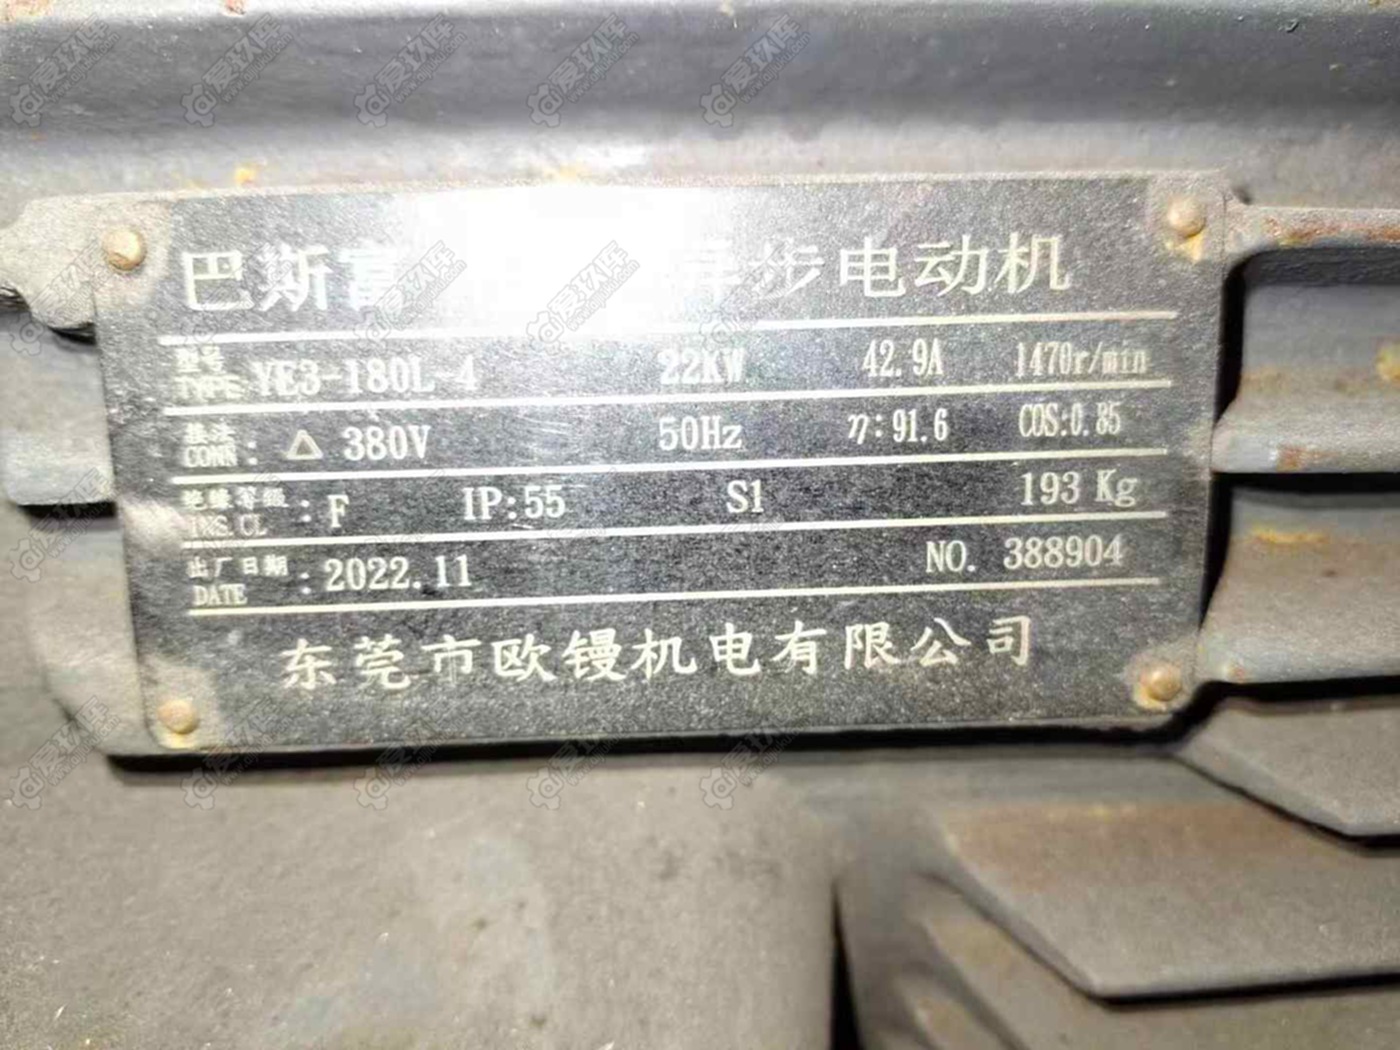 巴斯富 异步电动机
型号 TYPE YE3-180L-4 22KW 42.9A 1470r/min
接法 CONN: △ 380V 50Hz η:91.6 COS:0.85
绝缘等级 INS.CL : F IP:55 S1 193 Kg
出厂日期 DATE : 2022.11 NO. 388904
东莞市欧镘机电有限公司